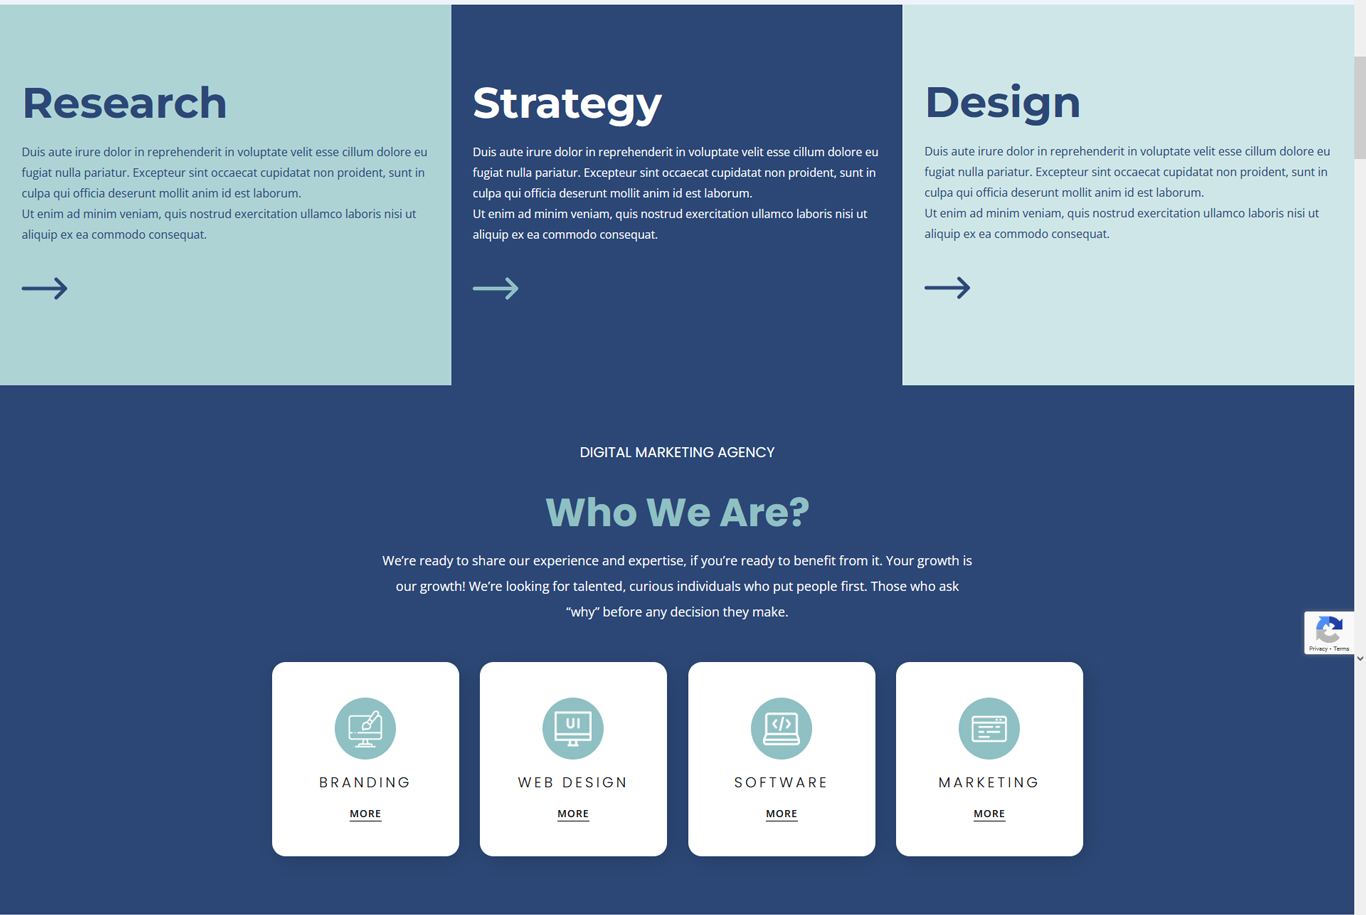 Research
Duis aute irure dolor in reprehenderit in voluptate velit esse cillum dolore eu
fugiat nulla pariatur. Excepteur sint occaecat cupidatat non proident, sunt in
culpa qui officia deserunt mollit anim id est laborum.
Ut enim ad minim veniam, quis nostrud exercitation ullamco laboris nisi ut
aliquip ex ea commodo consequat.
Strategy
Duis aute irure dolor in reprehenderit in voluptate velit esse cillum dolore eu
fugiat nulla pariatur. Excepteur sint occaecat cupidatat non proident, sunt in
culpa qui officia deserunt mollit anim id est laborum.
Ut enim ad minim veniam, quis nostrud exercitation ullamco laboris nisi ut
aliquip ex ea commodo consequat.
Design
Duis aute irure dolor in reprehenderit in voluptate velit esse cillum dolore eu
fugiat nulla pariatur. Excepteur sint occaecat cupidatat non proident, sunt in
culpa qui officia deserunt mollit anim id est laborum.
Ut enim ad minim veniam, quis nostrud exercitation ullamco laboris nisi ut
aliquip ex ea commodo consequat.
DIGITAL MARKETING AGENCY
Who We Are?
We’re ready to share our experience and expertise, if you’re ready to benefit from it. Your growth is
our growth! We’re looking for talented, curious individuals who put people first. Those who ask
“why” before any decision they make.
Privacy - Terms
UI
</>
BRANDING
MORE
WEB DESIGN
MORE
SOFTWARE
MORE
MARKETING
MORE